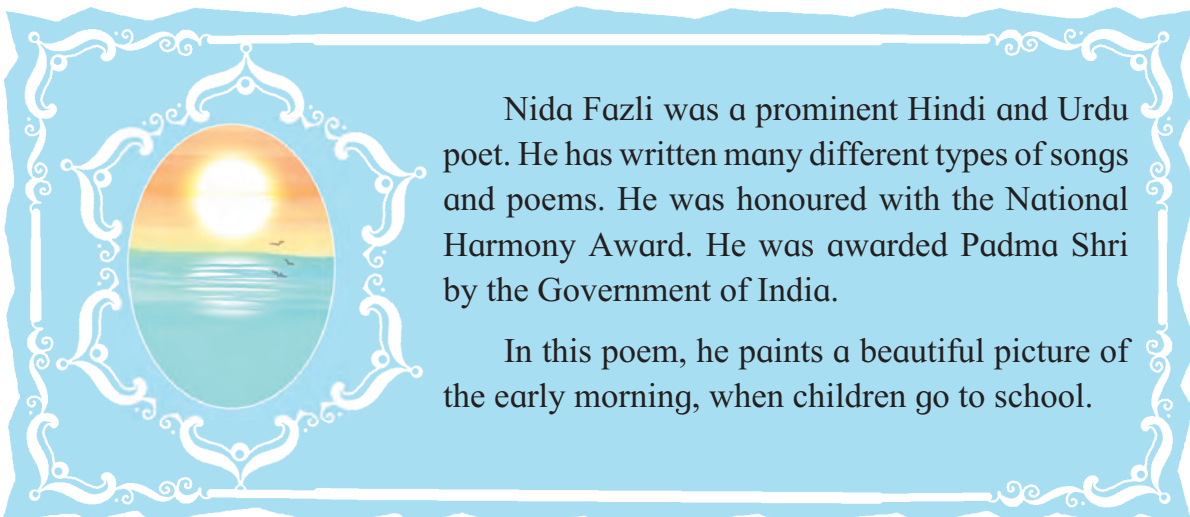 Nida Fazli was a prominent Hindi and Urdu
poet. He has written many different types of songs
and poems. He was honoured with the National
Harmony Award. He was awarded Padma Shri
by the Government of India.
In this poem, he paints a beautiful picture of
the early morning, when children go to school.